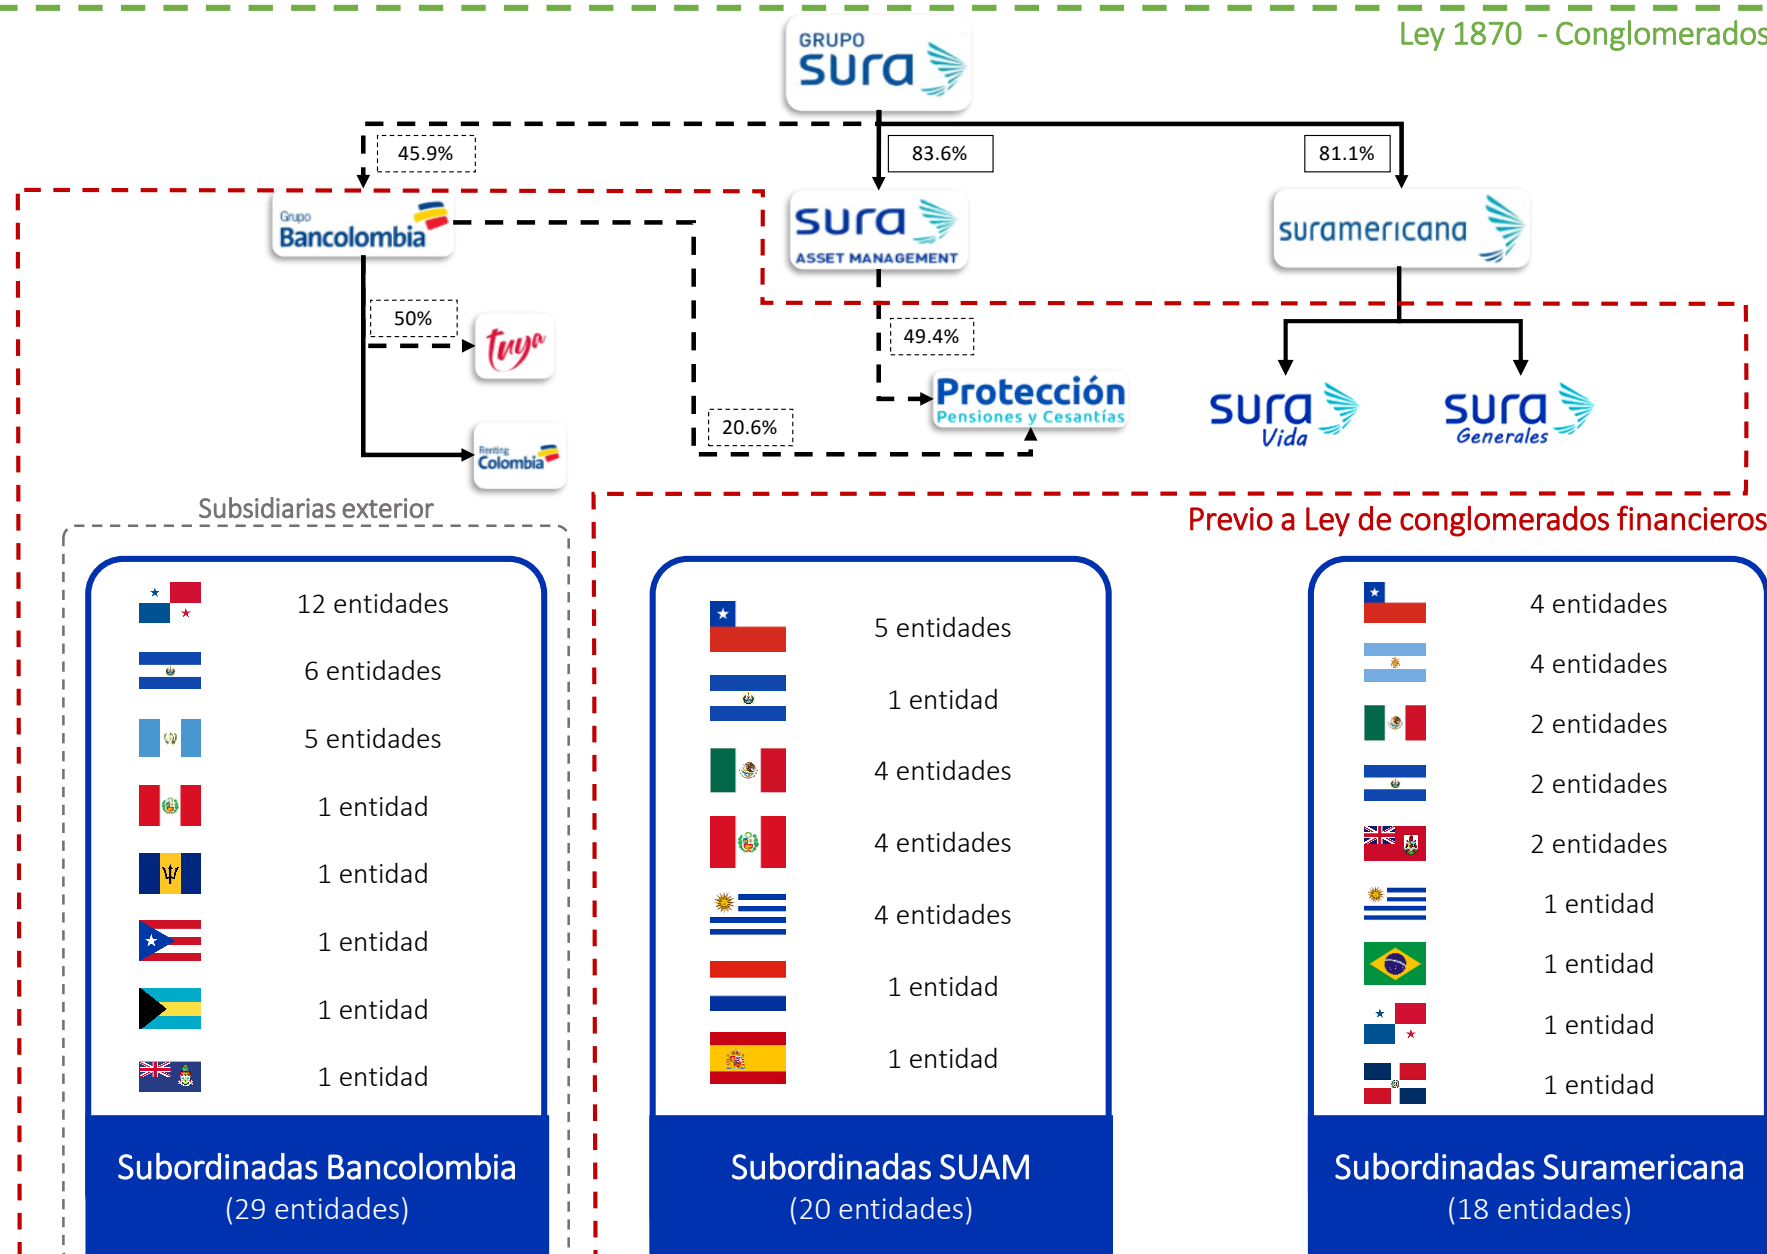 Ley 1870 - Conglomerados
GRUPO
sura
45.9%
83.6%
81.1%
Grupo
Bancolombia
sura
ASSET MANAGEMENT
suramericana
50%
tuya
49.4%
Protección
Pensiones y Cesantías
20.6%
sura
Vida
sura
Generales
Renting
Colombia
Subsidiarias exterior
Previo a Ley de conglomerados financieros
12 entidades
6 entidades
5 entidades
1 entidad
1 entidad
1 entidad
1 entidad
1 entidad
Subordinadas Bancolombia
(29 entidades)
5 entidades
1 entidad
4 entidades
4 entidades
4 entidades
1 entidad
1 entidad
Subordinadas SUAM
(20 entidades)
4 entidades
4 entidades
2 entidades
2 entidades
2 entidades
1 entidad
1 entidad
1 entidad
1 entidad
Subordinadas Suramericana
(18 entidades)